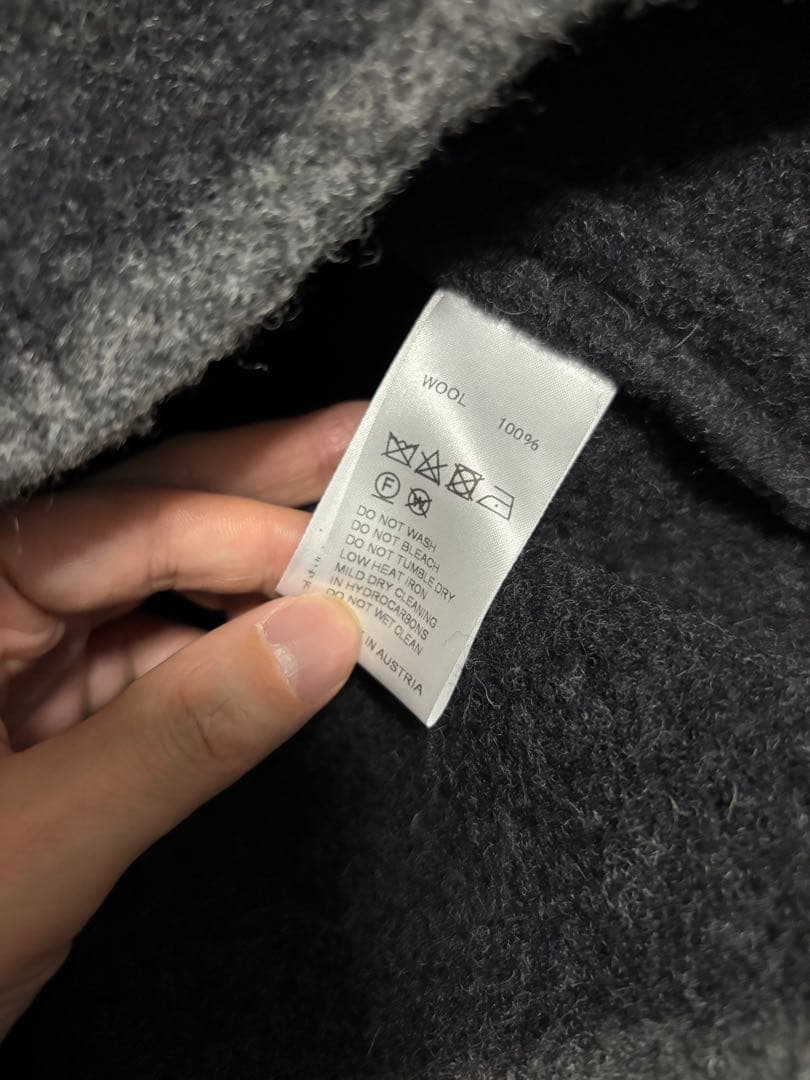 WOOL 100%
F W
DO NOT WASH
DO NOT BLEACH
DO NOT TUMBLE DRY
LOW HEAT IRON
MILD DRY CLEANING
IN HYDROCARBONS
DO NOT WET CLEAN
IN AUSTRIA